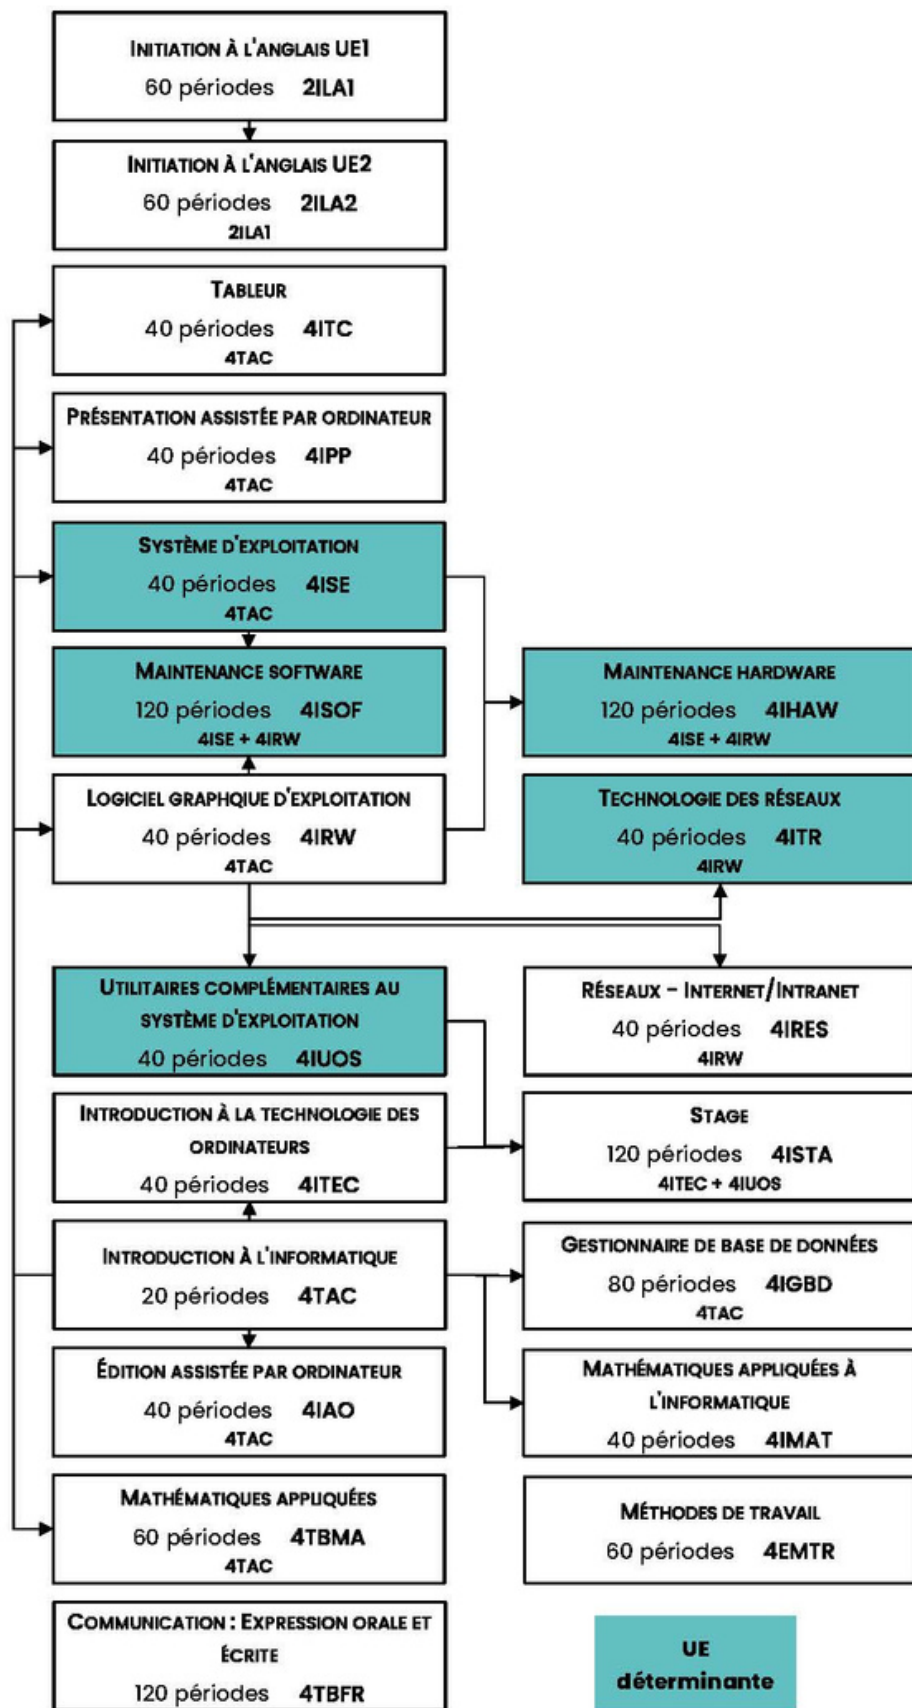 INITIATION À L'ANGLAIS UE1
60 périodes 2ILA1
INITIATION À L'ANGLAIS UE2
60 périodes 2ILA2
2ILA1
TABLEUR
40 périodes 4ITC
4TAC
PRÉSENTATION ASSISTÉE PAR ORDINATEUR
40 périodes 4IPP
4TAC
SYSTÈME D'EXPLOITATION
40 périodes 4ISE
4TAC
MAINTENANCE SOFTWARE
120 périodes 4ISOF
4ISE + 4IRW
MAINTENANCE HARDWARE
120 périodes 4IHAW
4ISE + 4IRW
LOGICIEL GRAPHQIUE D'EXPLOITATION
40 périodes 4IRW
4TAC
TECHNOLOGIE DES RÉSEAUX
40 périodes 4ITR
4IRW
UTILITAIRES COMPLÉMENTAIRES AU
SYSTÈME D'EXPLOITATION
40 périodes 4IUOS
RÉSEAUX – INTERNET/INTRANET
40 périodes 4IRES
4IRW
INTRODUCTION À LA TECHNOLOGIE DES
ORDINATEURS
40 périodes 4ITEC
STAGE
120 périodes 4ISTA
4ITEC + 4IUOS
INTRODUCTION À L'INFORMATIQUE
20 périodes 4TAC
GESTIONNAIRE DE BASE DE DONNÉES
80 périodes 4IGBD
4TAC
ÉDITION ASSISTÉE PAR ORDINATEUR
40 périodes 4IAO
4TAC
MATHÉMATIQUES APPLIQUÉES À
L'INFORMATIQUE
40 périodes 4IMAT
MATHÉMATIQUES APPLIQUÉES
60 périodes 4TBMA
4TAC
MÉTHODES DE TRAVAIL
60 périodes 4EMTR
COMMUNICATION : EXPRESSION ORALE ET
ÉCRITE
120 périodes 4TBFR
UE
déterminante